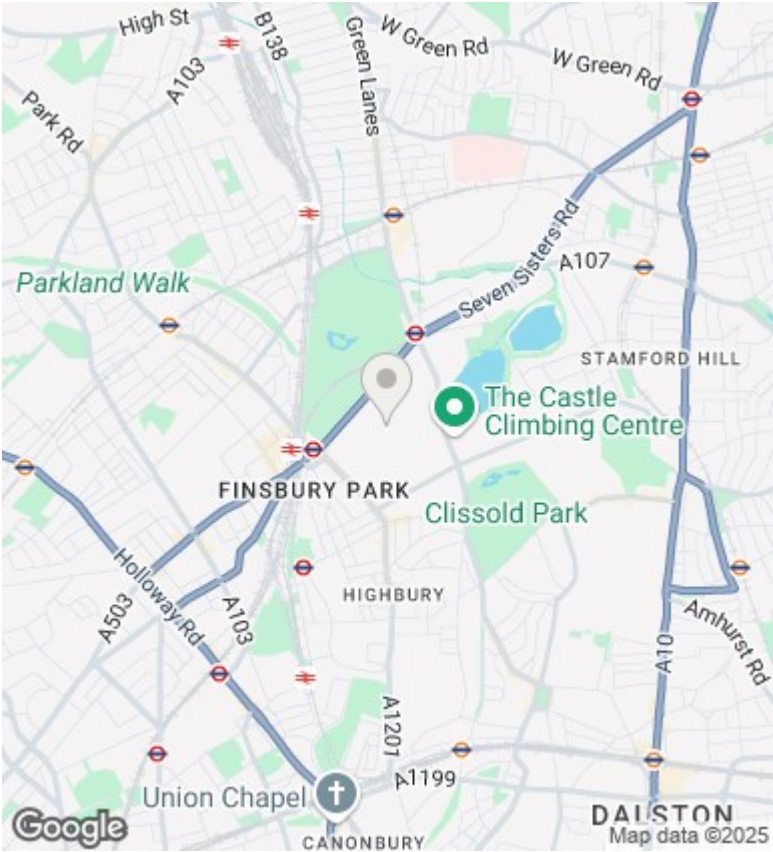 High St
B138
Green Lanes
W Green Rd
W Green Rd
A103
Park Rd
Seven Sisters Rd
A107
Parkland Walk
STAMFORD HILL
The Castle
Climbing Centre
FINSBURY PARK
Clissold Park
Holloway Rd
A503
A103
HIGHBURY
Amhurst Rd
A10
A1201
A1199
Union Chapel
DALSTON
CANONBURY
Google
Map data ©2025